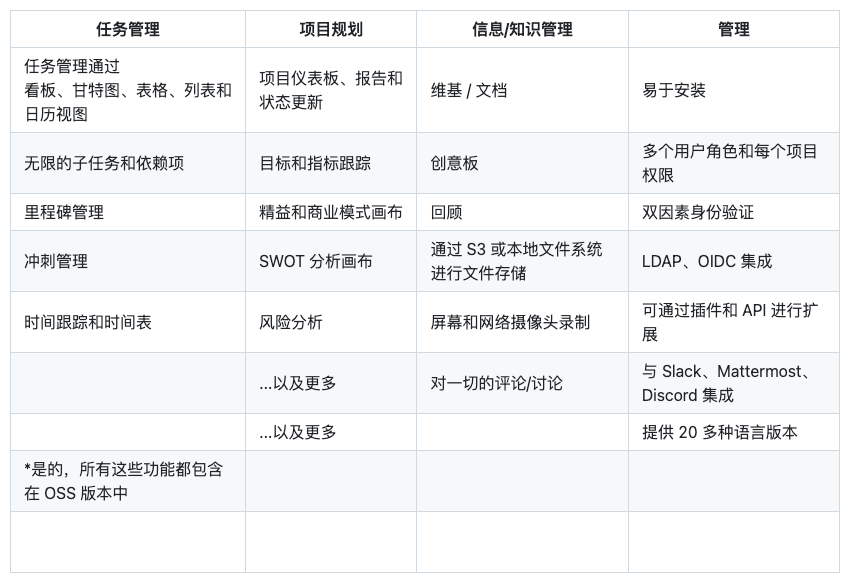 任务管理 项目规划 信息/知识管理 管理
任务管理通过
看板、甘特图、表格、列表和
日历视图
项目仪表板、报告和
状态更新
维基 / 文档
易于安装
无限的子任务和依赖项
目标和指标跟踪
创意板
多个用户角色和每个项目
权限
里程碑管理
精益和商业模式画布
回顾
双因素身份验证
冲刺管理
SWOT 分析画布
通过 S3 或本地文件系统
进行文件存储
LDAP、OIDC 集成
时间跟踪和时间表
风险分析
屏幕和网络摄像头录制
可通过插件和 API 进行扩
展
...以及更多
对一切的评论/讨论
与 Slack、Mattermost、
Discord 集成
...以及更多
提供 20 多种语言版本
*是的，所有这些功能都包含
在 OSS 版本中